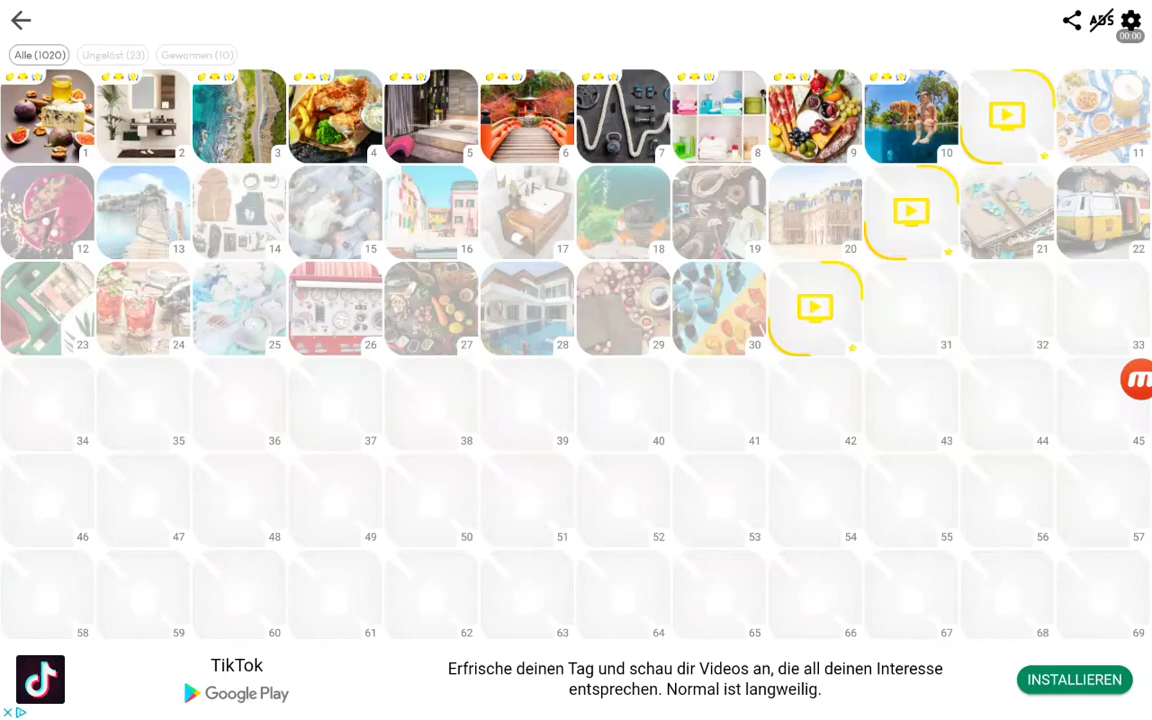 ADS
00:00
Alle (1020) Ungelöst (23) Gewonnen (10)
1 2 3 4 5 6 7 8 9 10 11
12 13 14 15 16 17 18 19 20 21 22
23 24 25 26 27 28 29 30 31 32 33
34 35 36 37 38 39 40 41 42 43 44 45
46 47 48 49 50 51 52 53 54 55 56 57
58 59 60 61 62 63 64 65 66 67 68 69
TikTok
Google Play
Erfrische deinen Tag und schau dir Videos an, die all deinen Interesse
entsprechen. Normal ist langweilig.
INSTALLIEREN